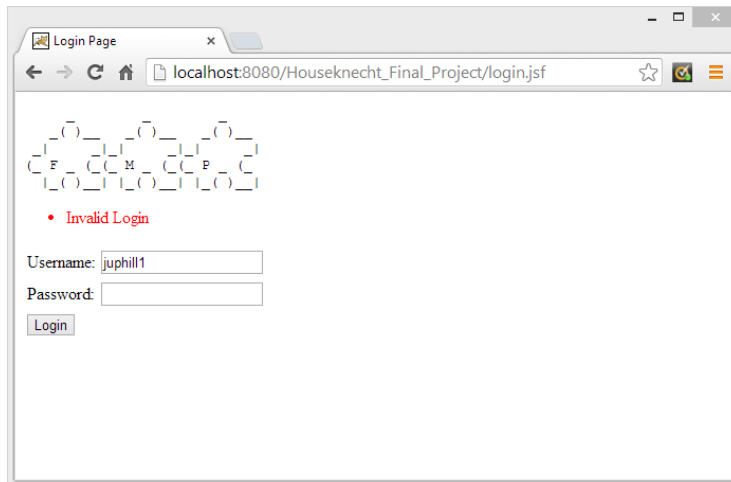 Login Page
localhost:8080/Houseknecht_Final_Project/login.jsf
F M P
Invalid Login
Username: juphill1
Password:
Login